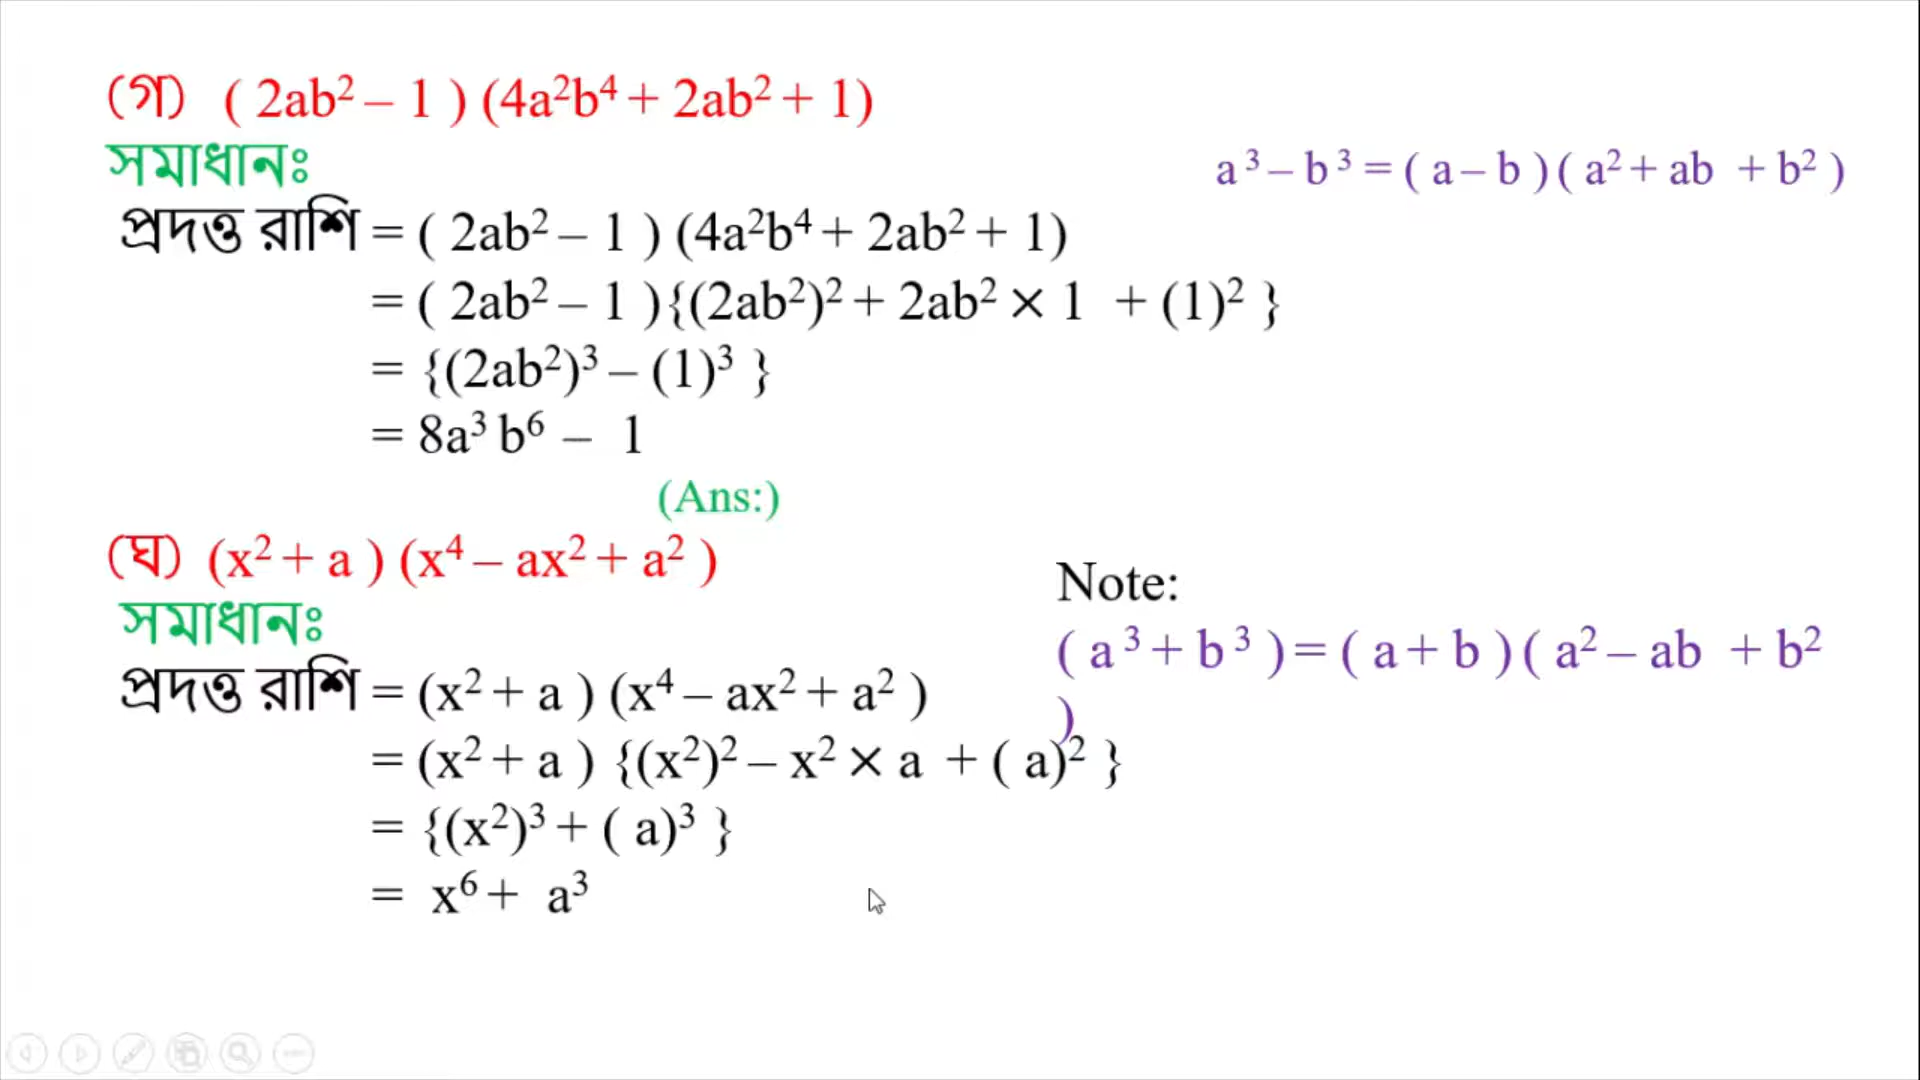 (গ) ( 2ab² – 1 ) (4a²b⁴ + 2ab² + 1)
সমাধানঃ
a³ – b³ = ( a – b ) ( a² + ab + b² )
প্রদত্ত রাশি = ( 2ab² – 1 ) (4a²b⁴ + 2ab² + 1)
= ( 2ab² – 1 ){(2ab²)² + 2ab² × 1 + (1)² }
= {(2ab²)³ – (1)³ }
= 8a³ b⁶ – 1
(Ans:)
(ঘ) (x² + a ) (x⁴ – ax² + a² )
সমাধানঃ
Note:
( a³ + b³ ) = ( a + b ) ( a² – ab + b²
)
প্রদত্ত রাশি = (x² + a ) (x⁴ – ax² + a² )
= (x² + a ) {(x²)² – x² × a + ( a)² }
= {(x²)³ + ( a)³ }
= x⁶ + a³